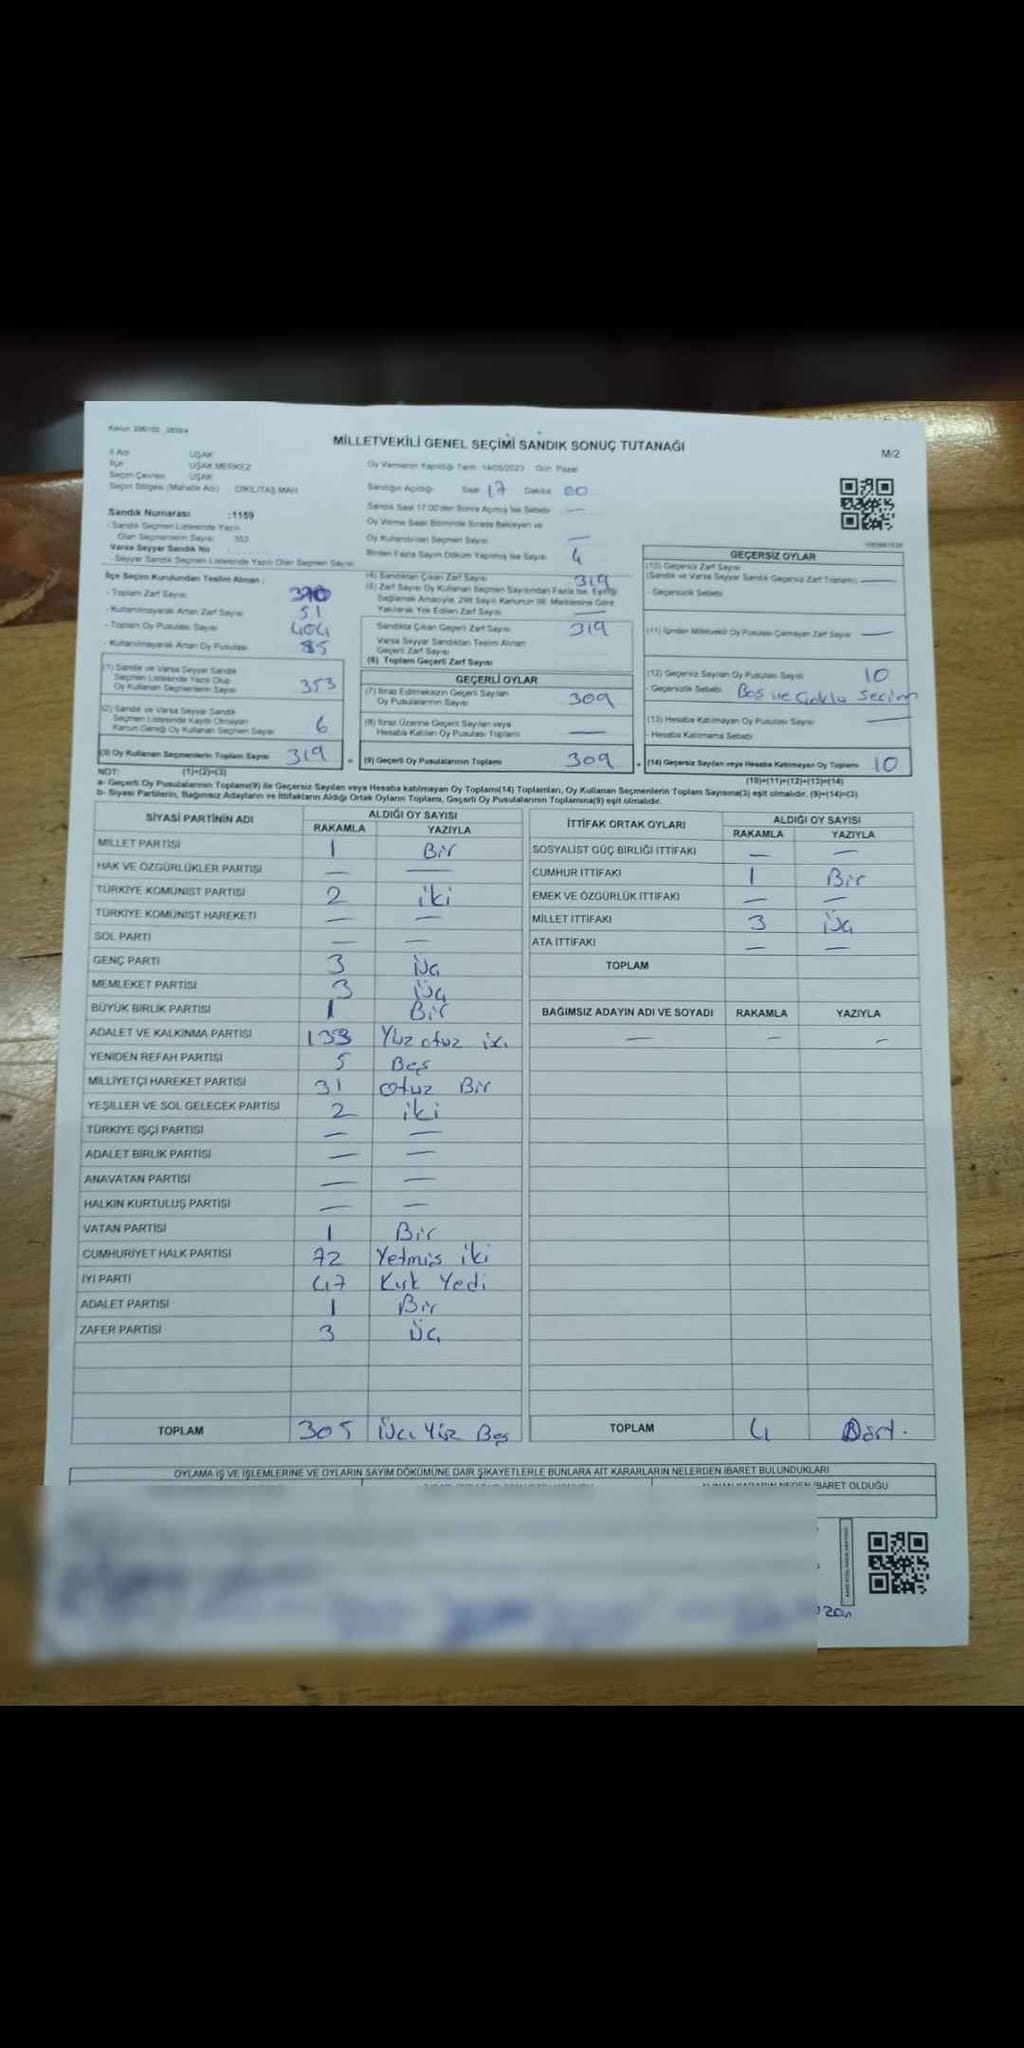 MİLLETVEKİLİ GENEL SEÇİMİ SANDIK SONUÇ TUTANAĞI
M/2
İl Adı UŞAK
İlçe UŞAK MERKEZ
Seçim Çevresi UŞAK
Seçim Bölgesi (Mahalle Adı) DİKİLİTAŞ MAH
Oy Vermenin Yapıldığı Tarih: 14/05/2023 Gün: Pazar
Sandığın Açıldığı Saat 17 Dakika 00
Sandık Saat 17:00'den Sonra Açılmış İse Sebebi —
Oy Verme Saati Bitiminde Sırada Bekleyen ve
Oy Kullandırılan Seçmen Sayısı —
Birden Fazla Sayım Döküm Yapılmış İse Sayısı 4
Sandık Numarası :1159
- Sandık Seçmen Listesinde Yazılı
Olan Seçmenlerin Sayısı 353
Varsa Seyyar Sandık No
- Seyyar Sandık Seçmen Listesinde Yazılı Olan Seçmen Sayısı
İlçe Seçim Kurulundan Teslim Alınan :
- Toplam Zarf Sayısı 370
- Kullanılmayarak Artan Zarf Sayısı 51
- Toplam Oy Pusulası Sayısı 404
- Kullanılmayarak Artan Oy Pusulası 85
(1) Sandık ve Varsa Seyyar Sandık
Seçmen Listesinde Yazılı Olup
Oy Kullanan Seçmenlerin Sayısı 353
(2) Sandık ve Varsa Seyyar Sandık
Seçmen Listesinde Kayıtlı Olmayan
Kanun Gereği Oy Kullanan Seçmen Sayısı 6
(3) Oy Kullanan Seçmenlerin Toplam Sayısı 319
(4) Sandıktan Çıkan Zarf Sayısı 319
(5) Zarf Sayısı Oy Kullanan Seçmen Sayısından Fazla İse, Eşitliği
Sağlamak Amacıyla, 298 Sayılı Kanunun 98. Maddesine Göre
Yakılarak Yok Edilen Zarf Sayısı —
Sandıkta Çıkan Geçerli Zarf Sayısı 319
Varsa Seyyar Sandıktan Teslim Alınan
Geçerli Zarf Sayısı
(6) Toplam Geçerli Zarf Sayısı
GEÇERLİ OYLAR
(7) İtiraz Edilmeksizin Geçerli Sayılan
Oy Pusulalarının Sayısı 309
(8) İtiraz Üzerine Geçerli Sayılan veya
Hesaba Katılan Oy Pusulası Toplamı —
= (9) Geçerli Oy Pusulalarının Toplamı 309
GEÇERSİZ OYLAR
(10) Geçersiz Zarf Sayısı
(Sandık ve Varsa Seyyar Sandık Geçersiz Zarf Toplamı) —
- Geçersizlik Sebebi
(11) İçinden Milletvekili Oy Pusulası Çıkmayan Zarf Sayısı —
(12) Geçersiz Sayılan Oy Pusulası Sayısı 10
- Geçersizlik Sebebi Boş ve Çoklu Seçim
(13) Hesaba Katılmayan Oy Pusulası Sayısı —
- Hesaba Katılmama Sebebi
+ (14) Geçersiz Sayılan veya Hesaba Katılmayan Oy Toplamı 10
NOT: (1)+(2)=(3)
(10)+(11)+(12)+(13)=(14)
a- Geçerli Oy Pusulalarının Toplamı(9) ile Geçersiz Sayılan veya Hesaba katılmayan Oy Toplamı(14) Toplamları, Oy Kullanan Seçmenlerin Toplam Sayısına(3) eşit olmalıdır. (9)+(14)=(3)
b- Siyasi Partilerin, Bağımsız Adayların ve İttifakların Aldığı Ortak Oyların Toplamı, Geçerli Oy Pusulalarının Toplamına(9) eşit olmalıdır.
SİYASİ PARTİNİN ADI ALDIĞI OY SAYISI
RAKAMLA YAZIYLA
MİLLET PARTİSİ 1 Bir
HAK VE ÖZGÜRLÜKLER PARTİSİ — —
TÜRKİYE KOMÜNİST PARTİSİ 2 iki
TÜRKİYE KOMÜNİST HAREKETİ — —
SOL PARTİ — —
GENÇ PARTİ 3 Üç
MEMLEKET PARTİSİ 3 Üç
BÜYÜK BİRLİK PARTİSİ 1 Bir
ADALET VE KALKINMA PARTİSİ 133 Yüz otuz iki
YENİDEN REFAH PARTİSİ 5 Beş
MİLLİYETÇİ HAREKET PARTİSİ 31 Otuz Bir
YEŞİLLER VE SOL GELECEK PARTİSİ 2 iki
TÜRKİYE İŞÇİ PARTİSİ — —
ADALET BİRLİK PARTİSİ — —
ANAVATAN PARTİSİ — —
HALKIN KURTULUŞ PARTİSİ — —
VATAN PARTİSİ 1 Bir
CUMHURİYET HALK PARTİSİ 72 Yetmiş iki
İYİ PARTİ 47 Kırk Yedi
ADALET PARTİSİ 1 Bir
ZAFER PARTİSİ 3 Üç
TOPLAM 305 Üç Yüz Beş
İTTİFAK ORTAK OYLARI ALDIĞI OY SAYISI
RAKAMLA YAZIYLA
SOSYALİST GÜÇ BİRLİĞİ İTTİFAKI — —
CUMHUR İTTİFAKI 1 Bir
EMEK VE ÖZGÜRLÜK İTTİFAKI — —
MİLLET İTTİFAKI 3 Üç
ATA İTTİFAKI — —
TOPLAM
BAĞIMSIZ ADAYIN ADI VE SOYADI RAKAMLA YAZIYLA
— — —
TOPLAM 4 Dört.
OYLAMA İŞ VE İŞLEMLERİNE VE OYLARIN SAYIM DÖKÜMÜNE DAİR ŞİKAYETLERLE BUNLARA AİT KARARLARIN NELERDEN İBARET BULUNDUKLARI
ALINAN KARARIN NEDEN İBARET OLDUĞU